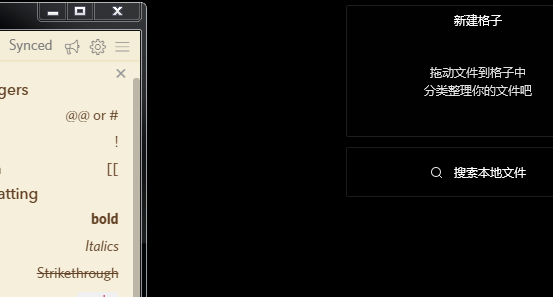 Synced
gers
@@ or #
!
[[
atting
bold
Italics
Strikethrough
新建格子
拖动文件到格子中
分类整理你的文件吧
搜索本地文件